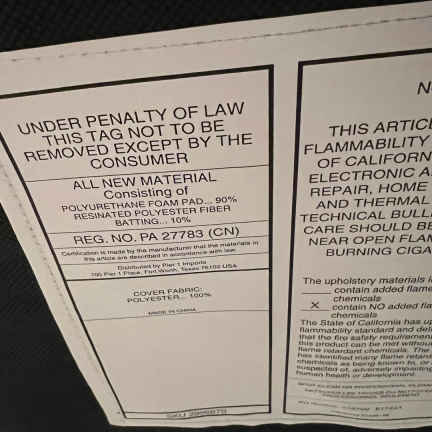 UNDER PENALTY OF LAW
THIS TAG NOT TO BE
REMOVED EXCEPT BY THE
CONSUMER
ALL NEW MATERIAL
Consisting of
POLYURETHANE FOAM PAD... 90%
RESINATED POLYESTER FIBER
BATTING... 10%
REG. NO. PA 27783 (CN)
Certification is made by the manufacturer that the materials in
this article are described in accordance with law.
Distributed by Pier 1 Imports
100 Pier 1 Place, Fort Worth, Texas 76102 USA
COVER FABRIC:
POLYESTER... 100%
MADE IN CHINA
SKU
THIS ARTIC
FLAMMABILITY
OF CALIFORN
ELECTRONIC A
REPAIR, HOME
AND THERMAL
TECHNICAL BULL
CARE SHOULD BE
NEAR OPEN FLAM
BURNING CIGA
The upholstery materials i
contain added flame
chemicals
X contain NO added fla
chemicals
The State of California has up
flammability standard and det
that the fire safety requiremen
this product can be met withou
flame retardant chemicals. The
has identified many flame retard
chemicals as being known to, or
suspected of, adversely impacting
human health or development.